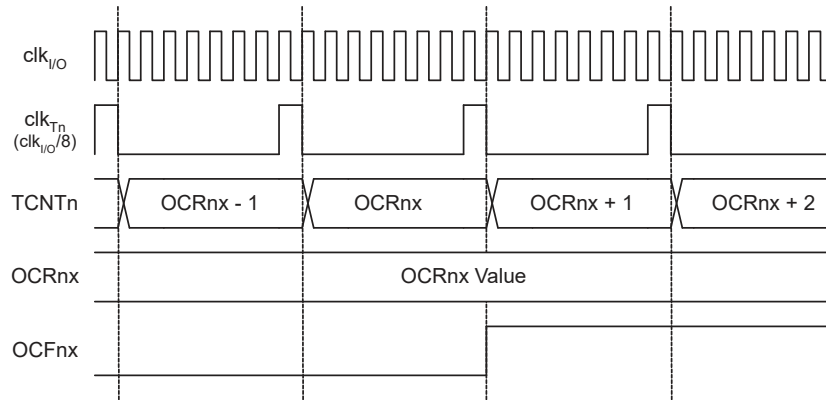 clkI/O
clkTn
(clkI/O/8)
TCNTn OCRnx - 1 OCRnx OCRnx + 1 OCRnx + 2
OCRnx OCRnx Value
OCFnx